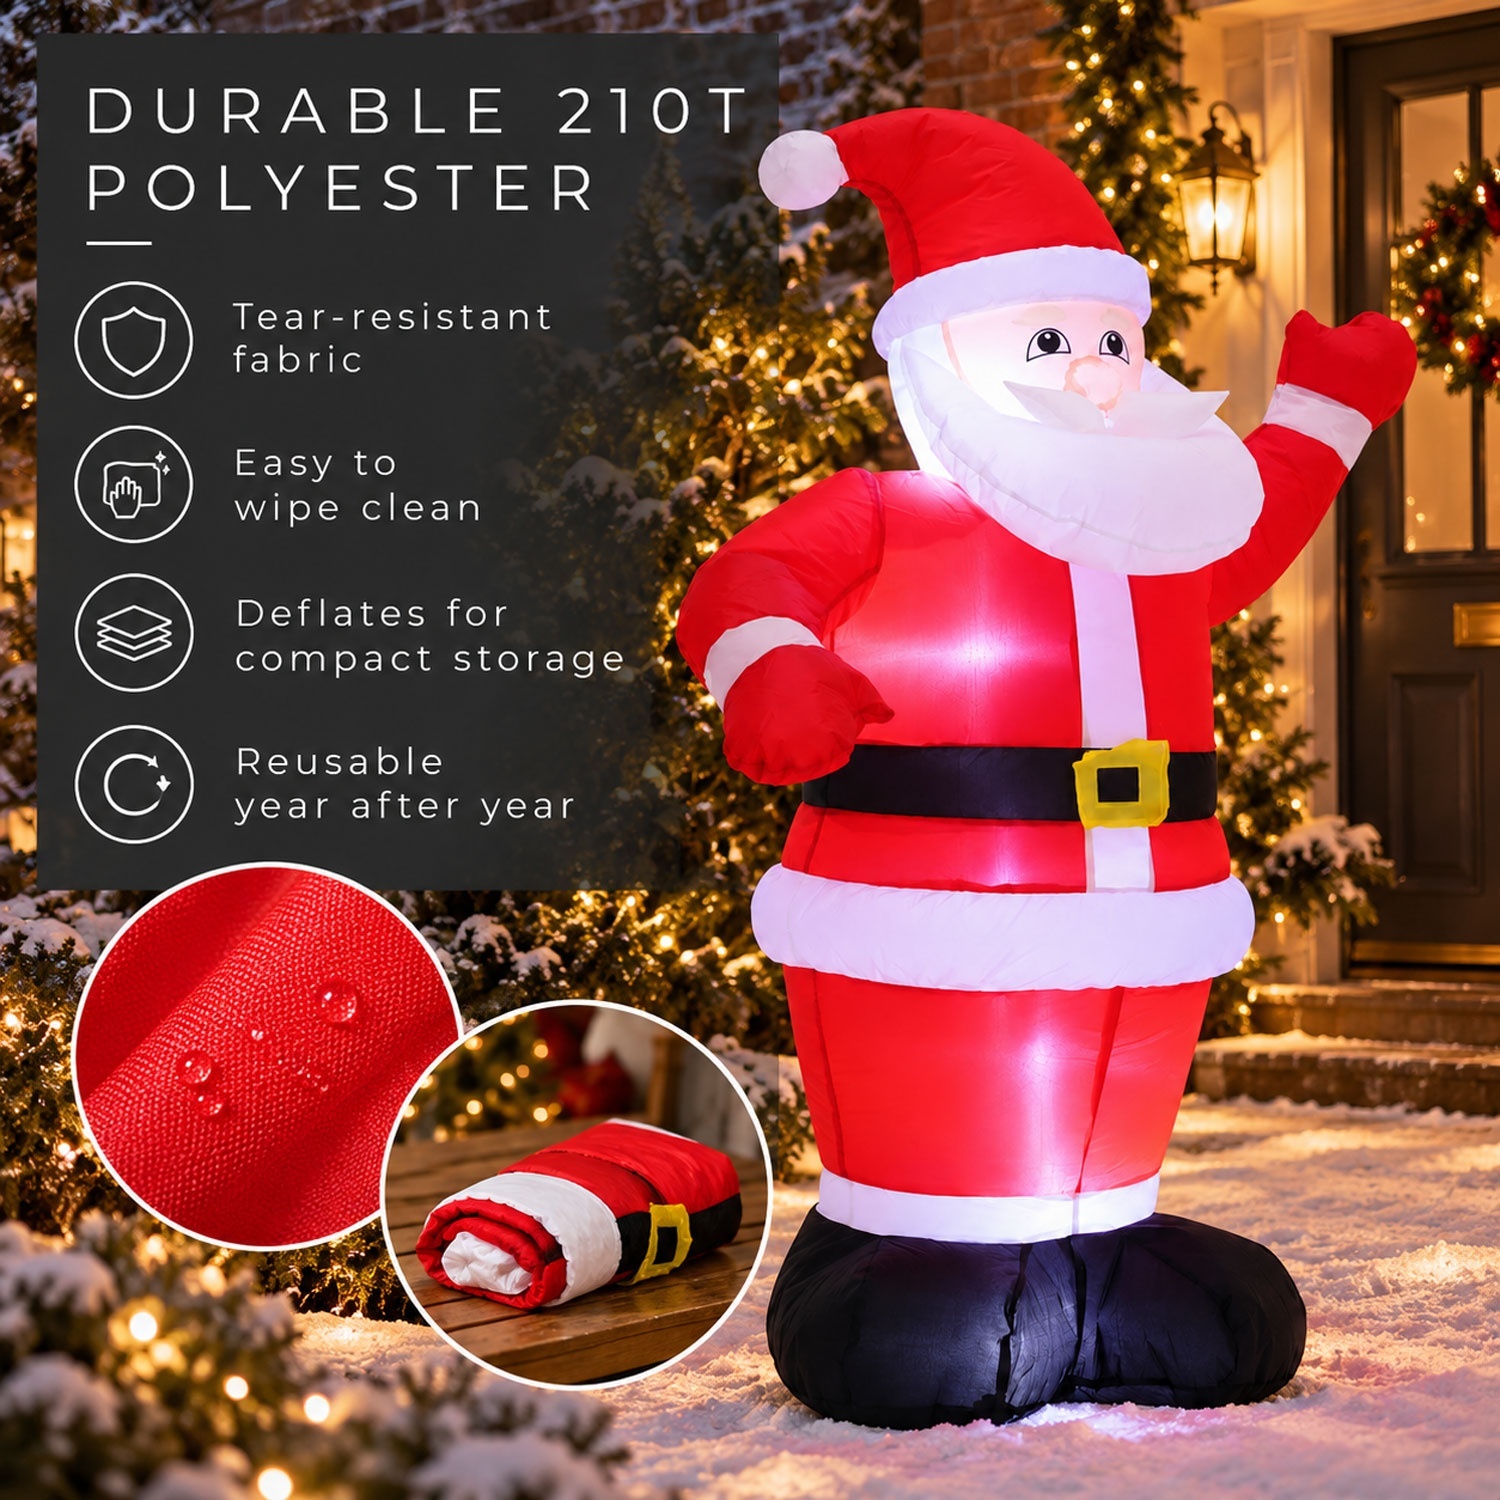 DURABLE 210T
POLYESTER
Tear-resistant
fabric
Easy to
wipe clean
Deflates for
compact storage
Reusable
year after year